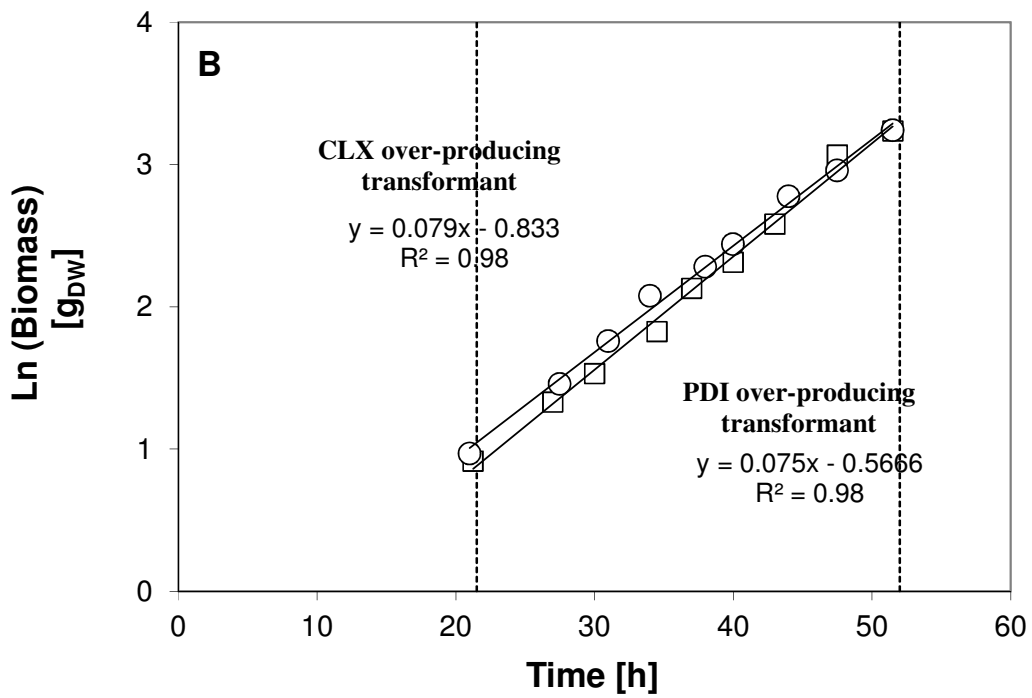 B
4
3
2
1
0
Ln (Biomass)
[g_DW]
CLX over-producing
transformant
y = 0.079x - 0.833
R² = 0.98
PDI over-producing
transformant
y = 0.075x - 0.5666
R² = 0.98
0 10 20 30 40 50 60
Time [h]